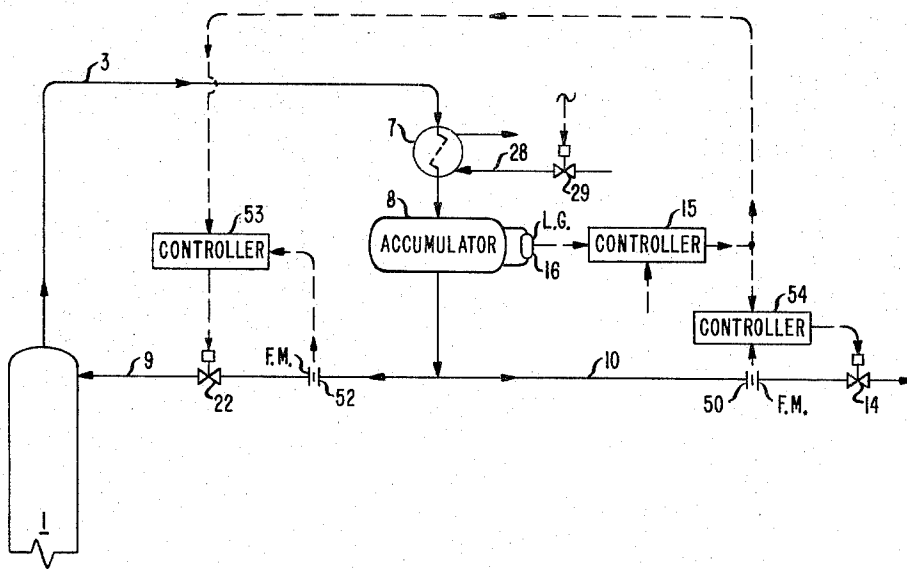 3
7
28
29
8
L.G.
15
53
CONTROLLER
ACCUMULATOR
CONTROLLER
16
54
CONTROLLER
F.M.
9
10
22
52
50
F.M.
14
1